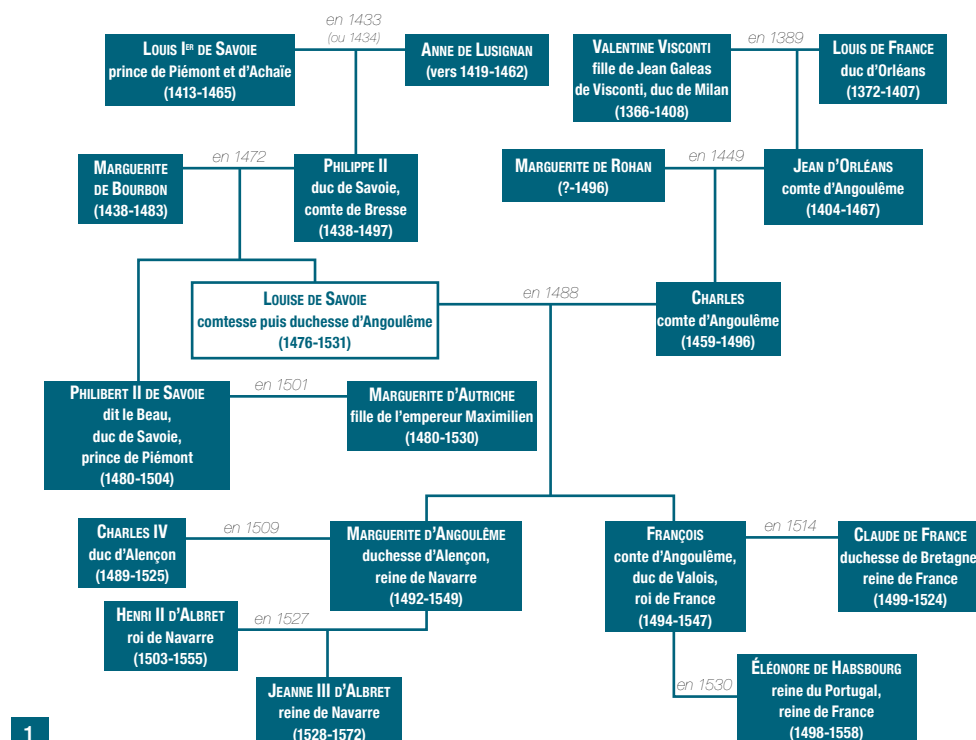 en 1433
(ou 1434)
LOUIS Iᴱᴿ DE SAVOIE
prince de Piémont et d'Achaïe
(1413-1465)
ANNE DE LUSIGNAN
(vers 1419-1462)
VALENTINE VISCONTI
fille de Jean Galeas
de Visconti, duc de Milan
(1366-1408)
en 1389
LOUIS DE FRANCE
duc d'Orléans
(1372-1407)
MARGUERITE
DE BOURBON
(1438-1483)
en 1472
PHILIPPE II
duc de Savoie,
comte de Bresse
(1438-1497)
MARGUERITE DE ROHAN
(?-1496)
en 1449
JEAN D'ORLÉANS
comte d'Angoulême
(1404-1467)
LOUISE DE SAVOIE
comtesse puis duchesse d'Angoulême
(1476-1531)
en 1488
CHARLES
comte d'Angoulême
(1459-1496)
PHILIBERT II DE SAVOIE
dit le Beau,
duc de Savoie,
prince de Piémont
(1480-1504)
en 1501
MARGUERITE D'AUTRICHE
fille de l'empereur Maximilien
(1480-1530)
CHARLES IV
duc d'Alençon
(1489-1525)
en 1509
MARGUERITE D'ANGOULÊME
duchesse d'Alençon,
reine de Navarre
(1492-1549)
FRANÇOIS
conte d'Angoulême,
duc de Valois,
roi de France
(1494-1547)
en 1514
CLAUDE DE FRANCE
duchesse de Bretagne
reine de France
(1499-1524)
HENRI II D'ALBRET
roi de Navarre
(1503-1555)
en 1527
JEANNE III D'ALBRET
reine de Navarre
(1528-1572)
en 1530
ÉLÉONORE DE HABSBOURG
reine du Portugal,
reine de France
(1498-1558)
1